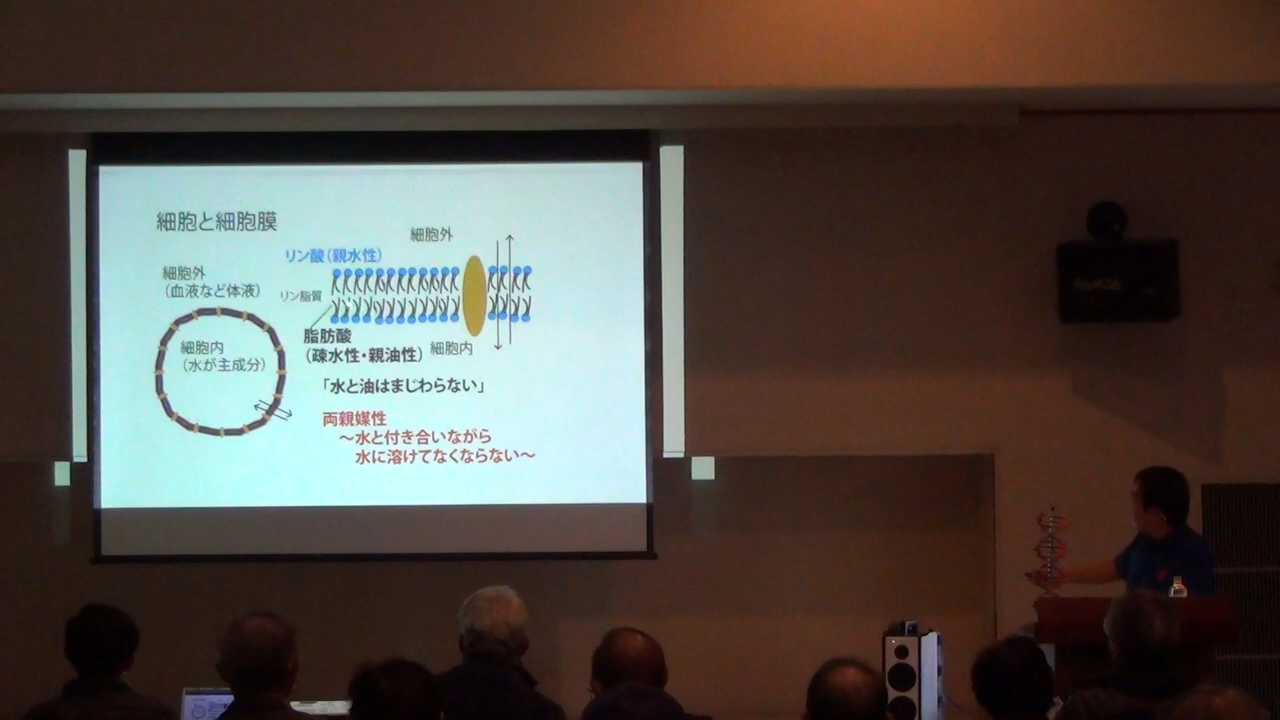 細胞と細胞膜
細胞外
リン酸（親水性）
細胞外
（血液など体液）
リン脂質
脂肪酸
（疎水性・親油性）
細胞内
細胞内
（水が主成分）
「水と油はまじわらない」
両親媒性
～水と付き合いながら
水に溶けてなくならない～